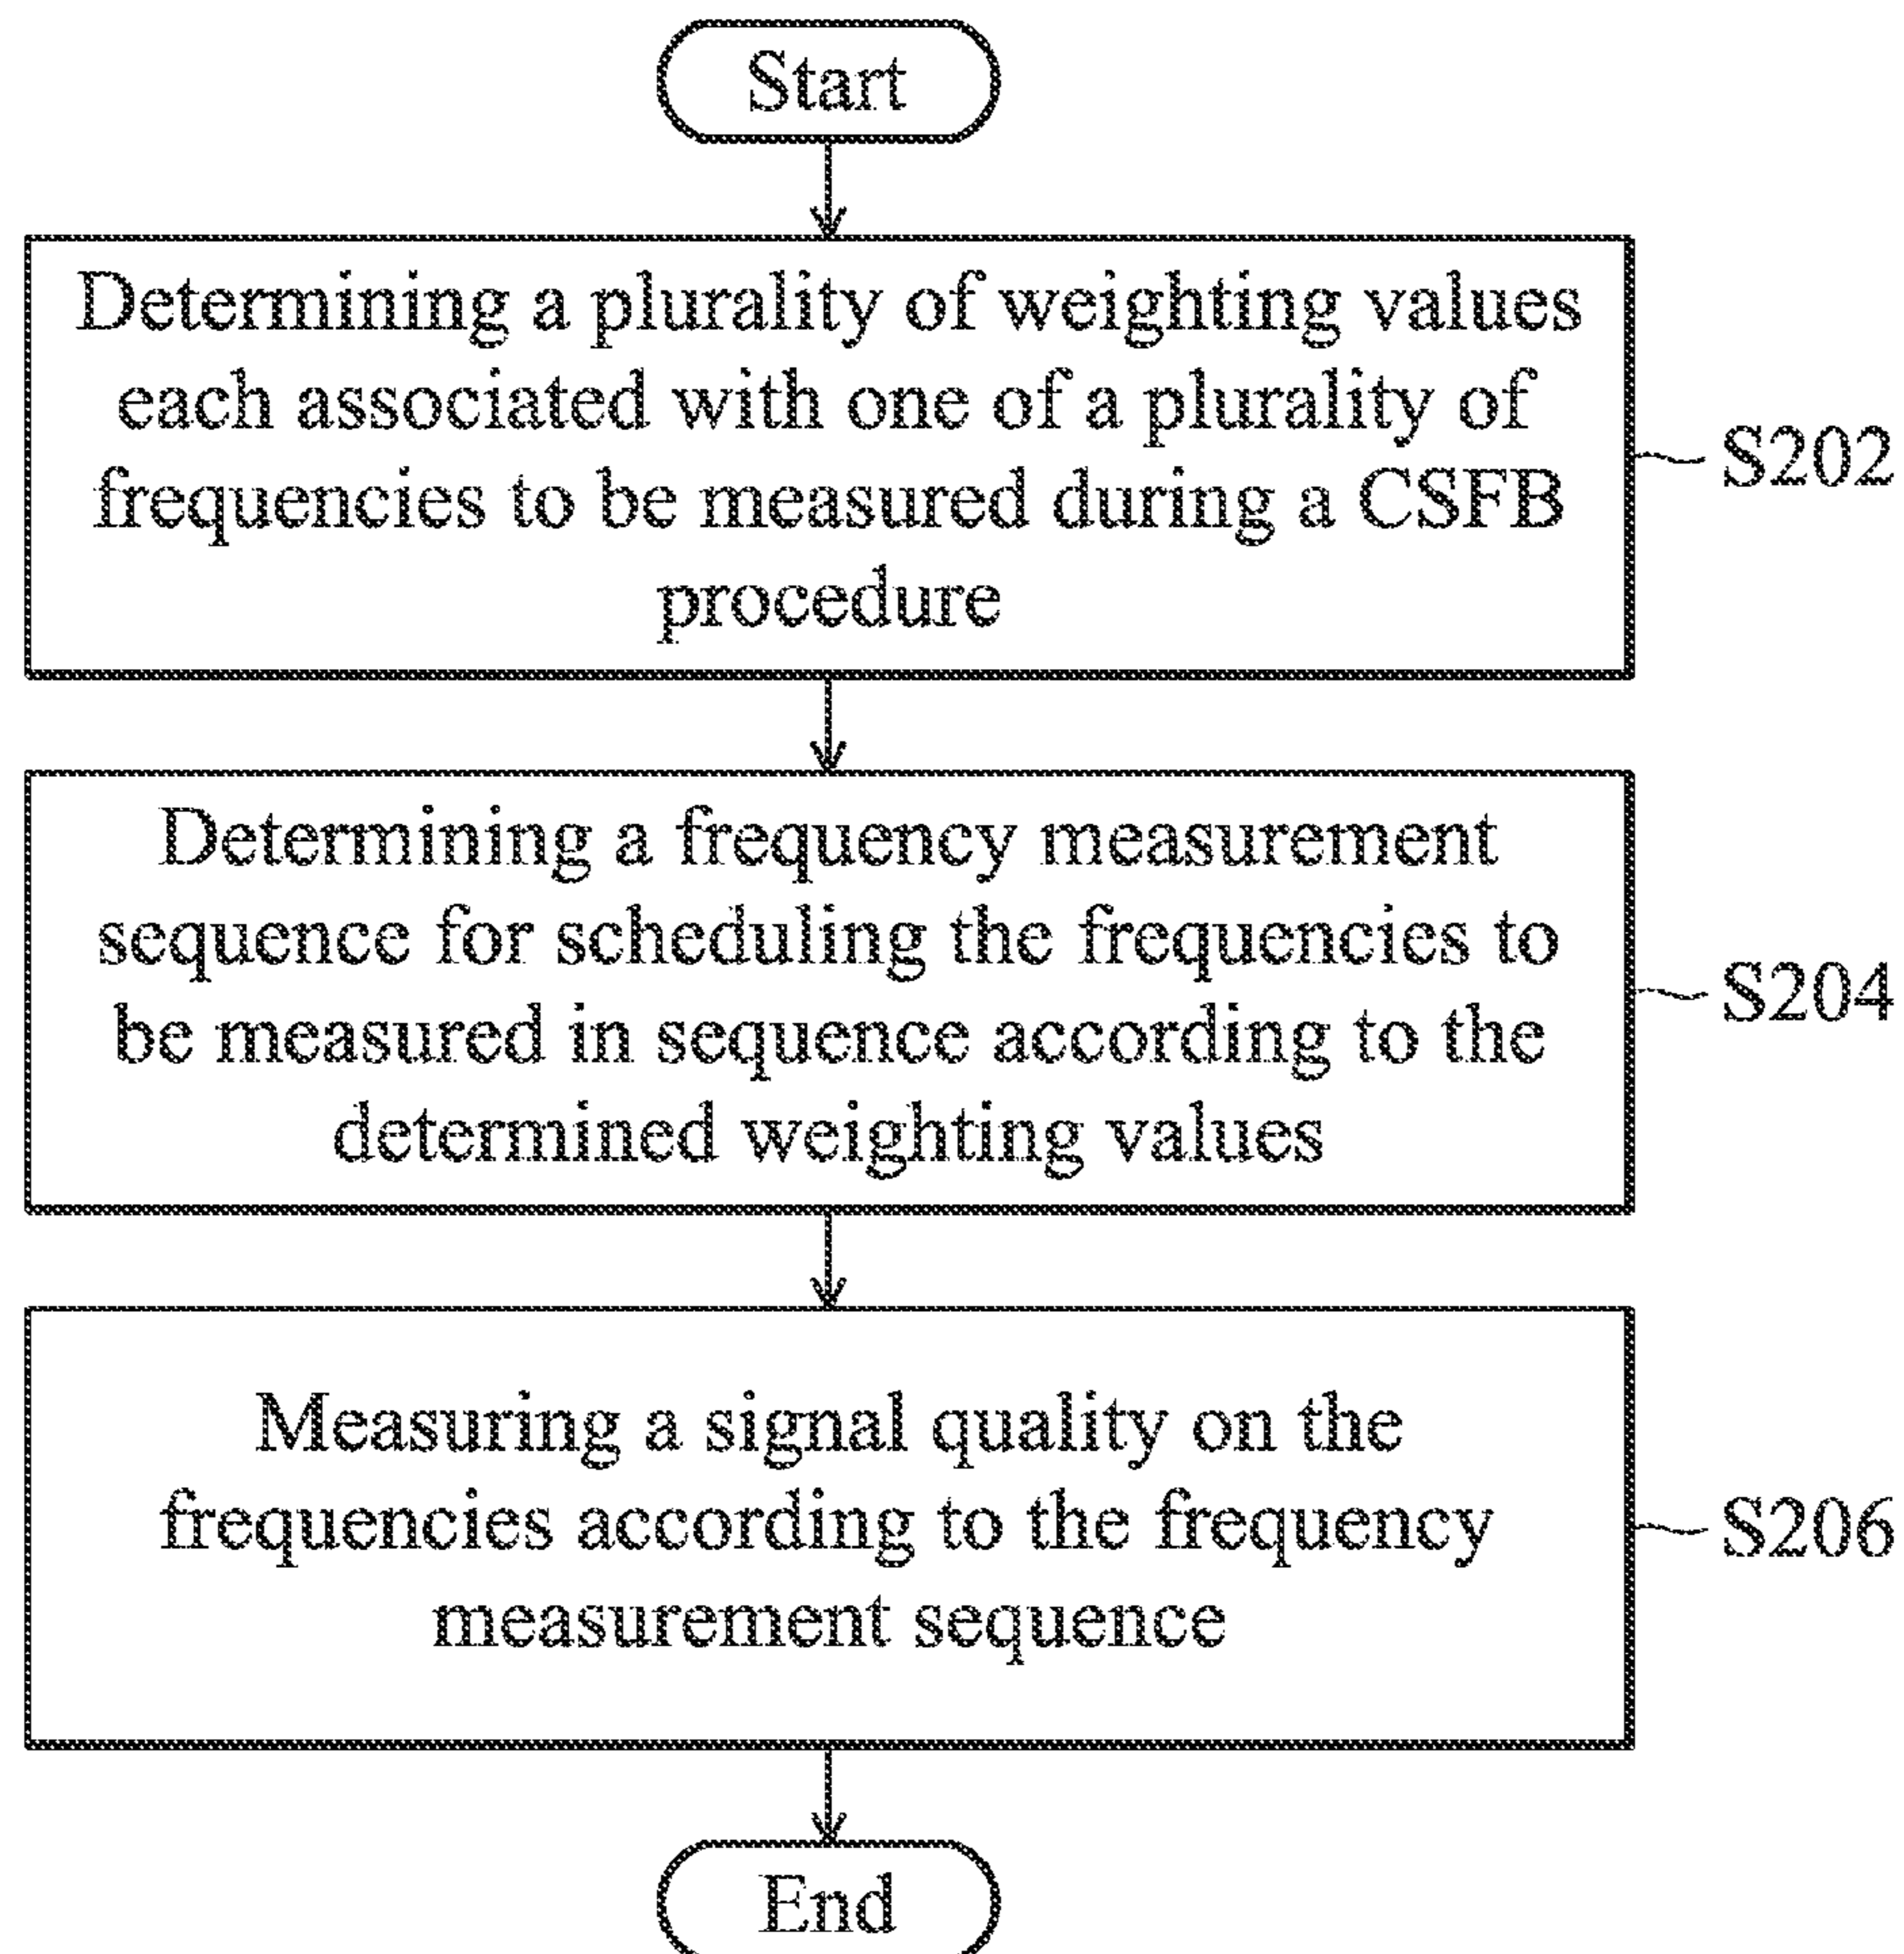 Start
Determining a plurality of weighting values
each associated with one of a plurality of
frequencies to be measured during a CSFB
procedure
S202
Determining a frequency measurement
sequence for scheduling the frequencies to
be measured in sequence according to the
determined weighting values
S204
Measuring a signal quality on the
frequencies according to the frequency
measurement sequence
S206
End